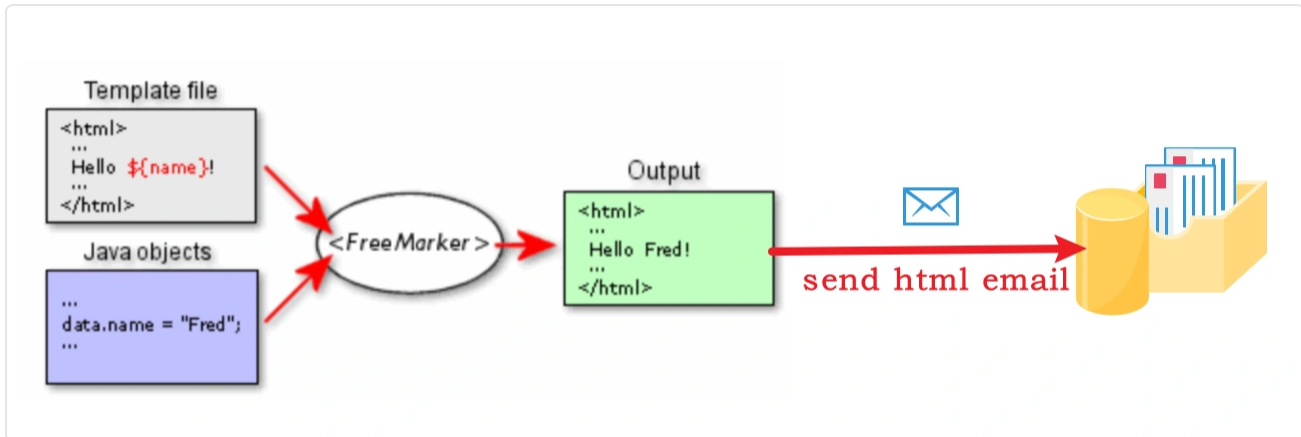 Template file
<html>
...
Hello ${name}!
...
</html>
Java objects
...
data.name = "Fred";
...
<FreeMarker>
Output
<html>
...
Hello Fred!
...
</html>
send html email